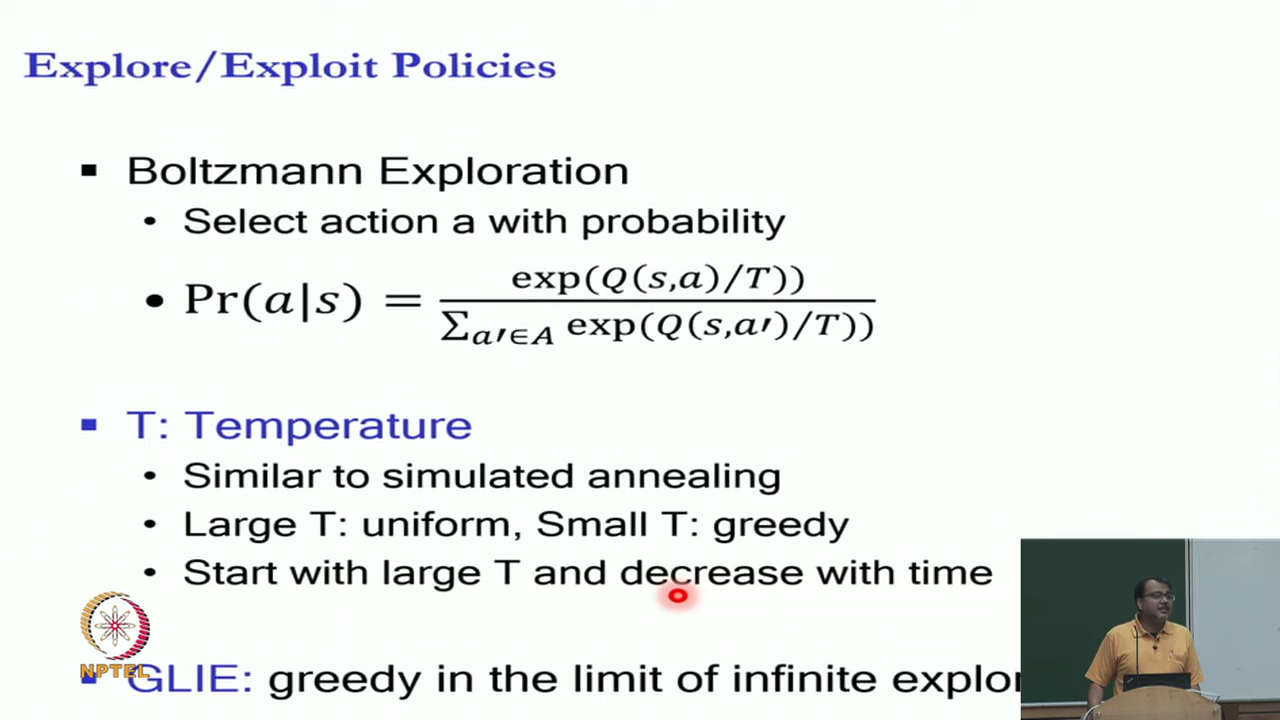 Explore/Exploit Policies
▪ Boltzmann Exploration
• Select action a with probability
• Pr(a|s) = exp(Q(s,a)/T)) / Σa′∈A exp(Q(s,a′)/T))
▪ T: Temperature
• Similar to simulated annealing
• Large T: uniform, Small T: greedy
• Start with large T and decrease with time
▪ GLIE: greedy in the limit of infinite
NPTEL